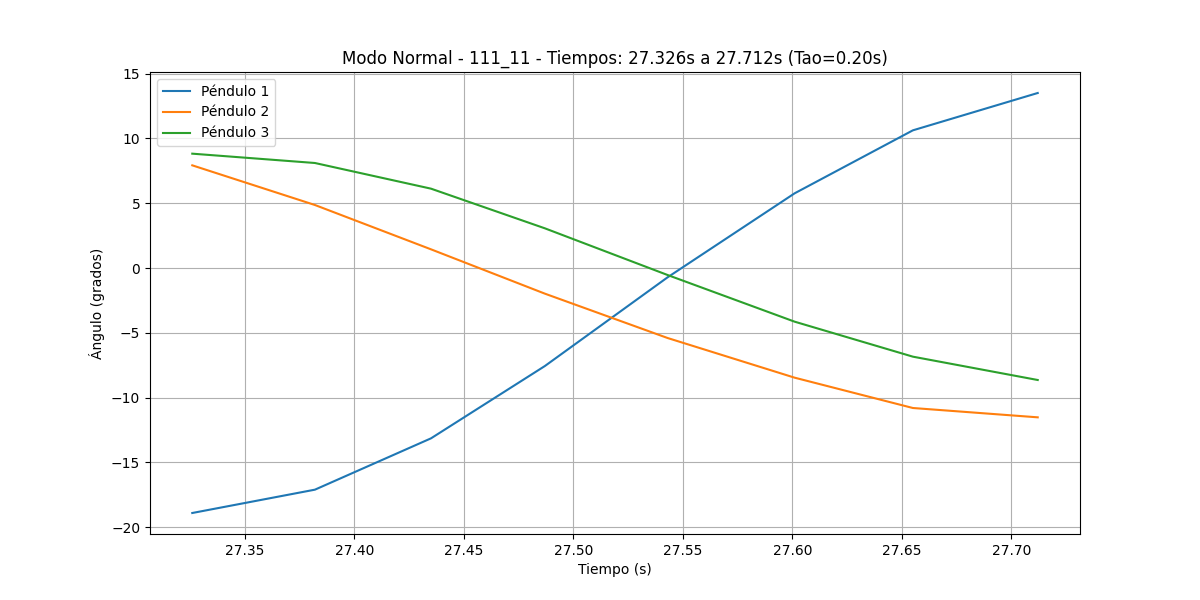 Modo Normal - 111_11 - Tiempos: 27.326s a 27.712s (Tao=0.20s)
Péndulo 1
Péndulo 2
Péndulo 3
15
10
5
0
−5
−10
−15
−20
Ángulo (grados)
27.35 27.40 27.45 27.50 27.55 27.60 27.65 27.70
Tiempo (s)